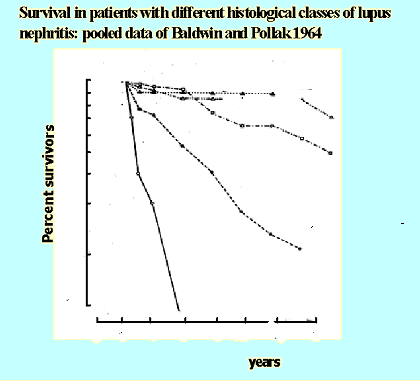 Survival in patients with different histological classes of lupus
nephritis: pooled data of Baldwin and Pollak 1964
Percent survivors
years